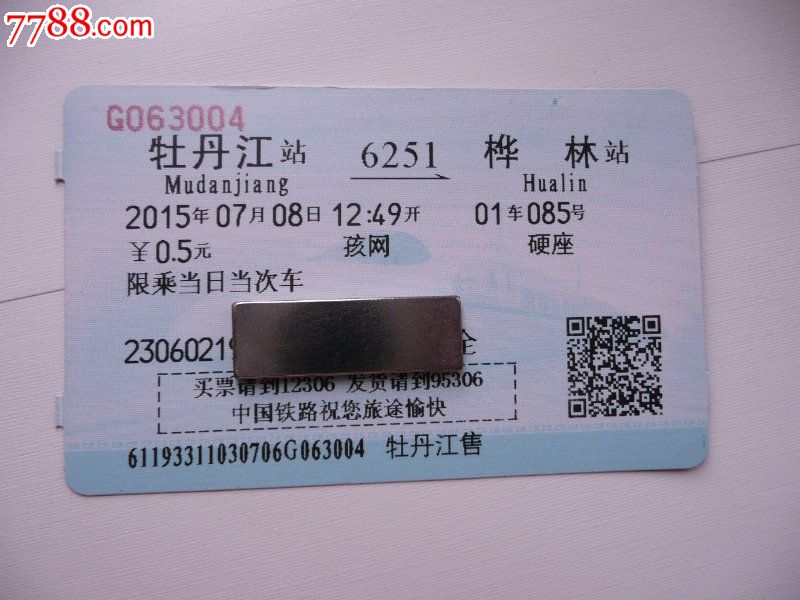 7788.com
G063004
牡丹江站 6251 桦林站
Mudanjiang Hualin
2015年07月08日 12:49开 01车085号
￥0.5元 孩网 硬座
限乘当日当次车
23060219 全
买票请到12306 发货请到95306
中国铁路祝您旅途愉快
61193311030706G063004 牡丹江售